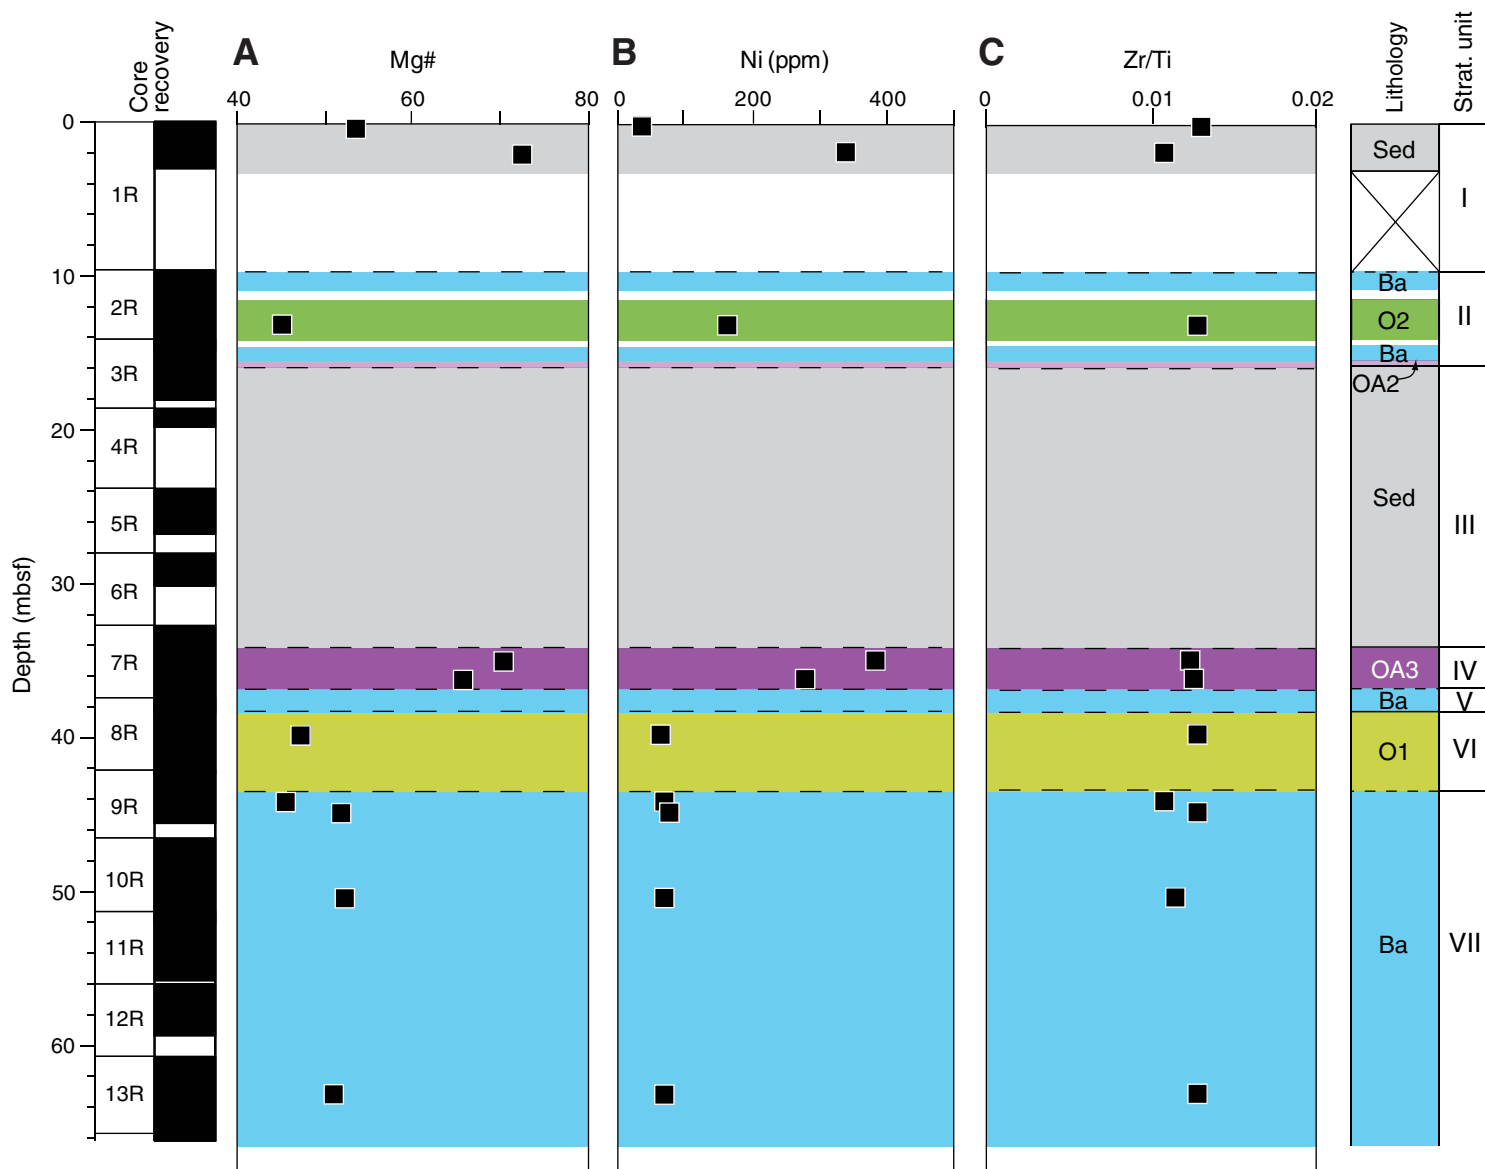 Core recovery
A Mg#
B Ni (ppm)
C Zr/Ti
Lithology
Strat. unit
40 60 80
0 200 400
0 0.01 0.02
Depth (mbsf)
0
10
20
30
40
50
60
1R
2R
3R
4R
5R
6R
7R
8R
9R
10R
11R
12R
13R
Sed
Ba
O2
Ba
OA2
Sed
OA3
Ba
O1
Ba
I
II
III
IV
V
VI
VII